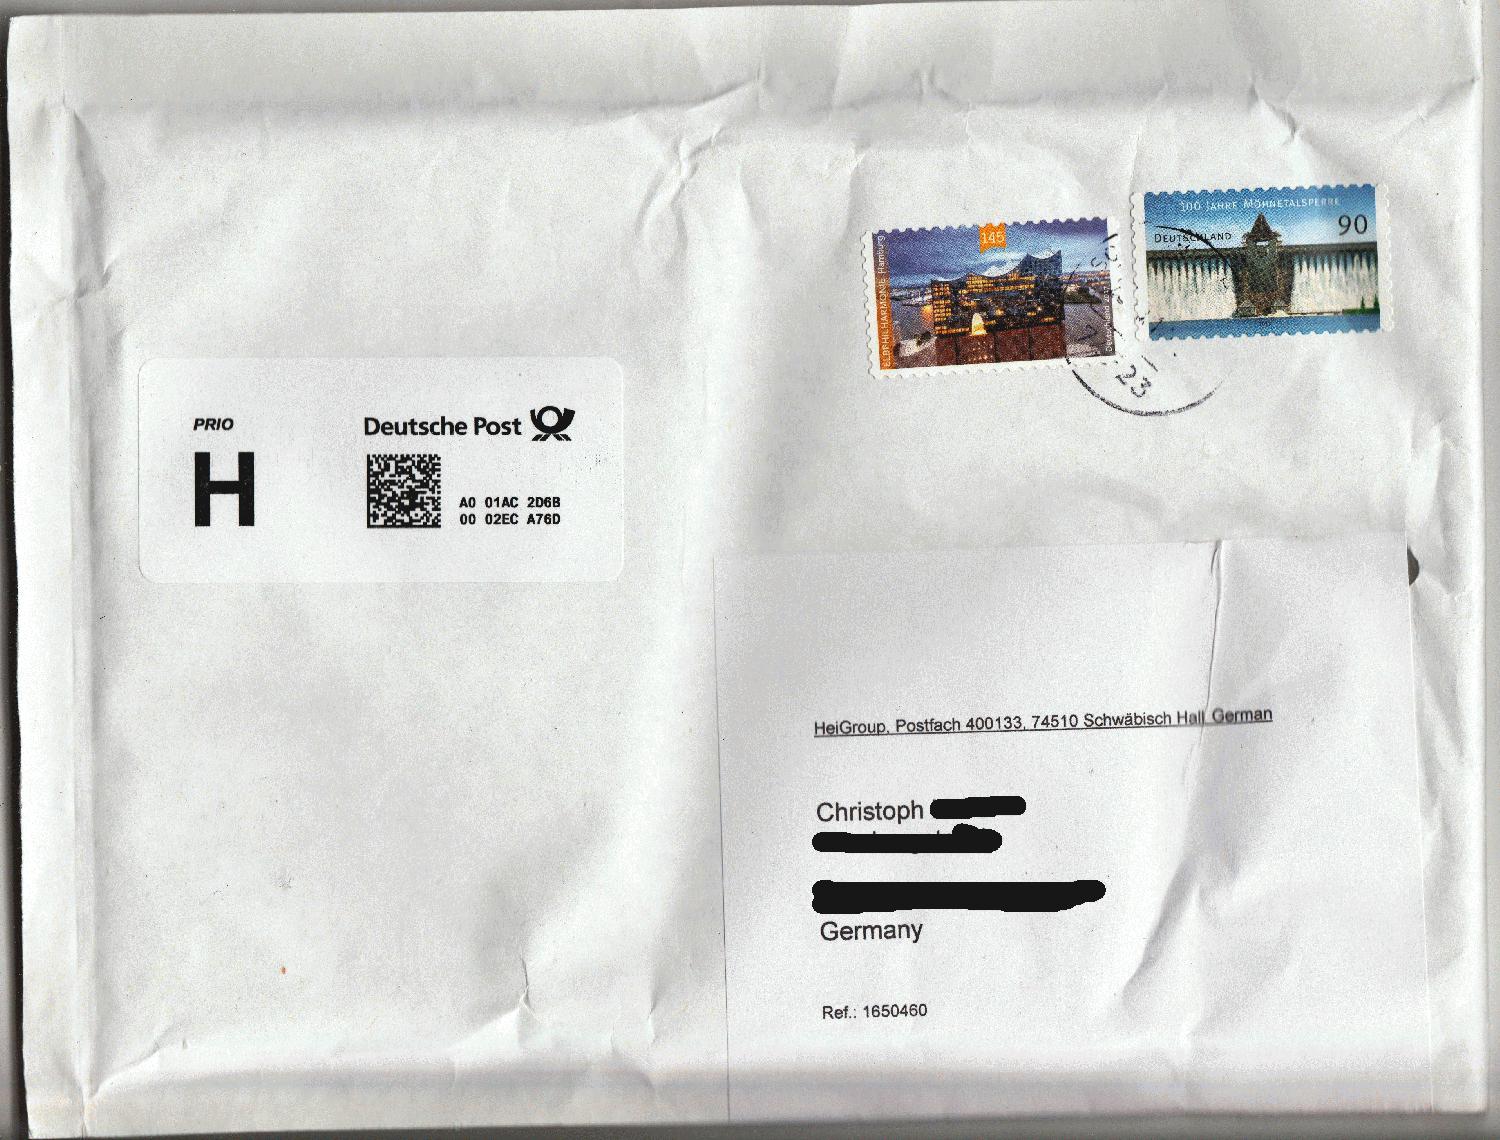 145
ELBPHILHARMONIE Hamburg
100 JAHRE MÖHNETALSPERRE
DEUTSCHLAND 90
23
PRIO
H
Deutsche Post
A0 01AC 2D6B
00 02EC A76D
HeiGroup, Postfach 400133, 74510 Schwäbisch Hall German
Christoph
Germany
Ref.: 1650460